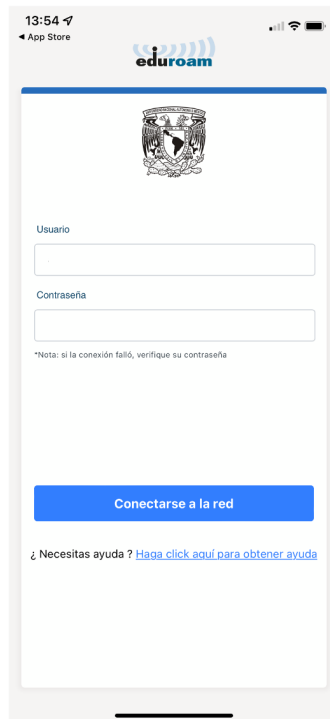 13:54
◀ App Store
eduroam
Usuario
Contraseña
*Nota: si la conexión falló, verifique su contraseña
Conectarse a la red
¿ Necesitas ayuda ? Haga click aquí para obtener ayuda